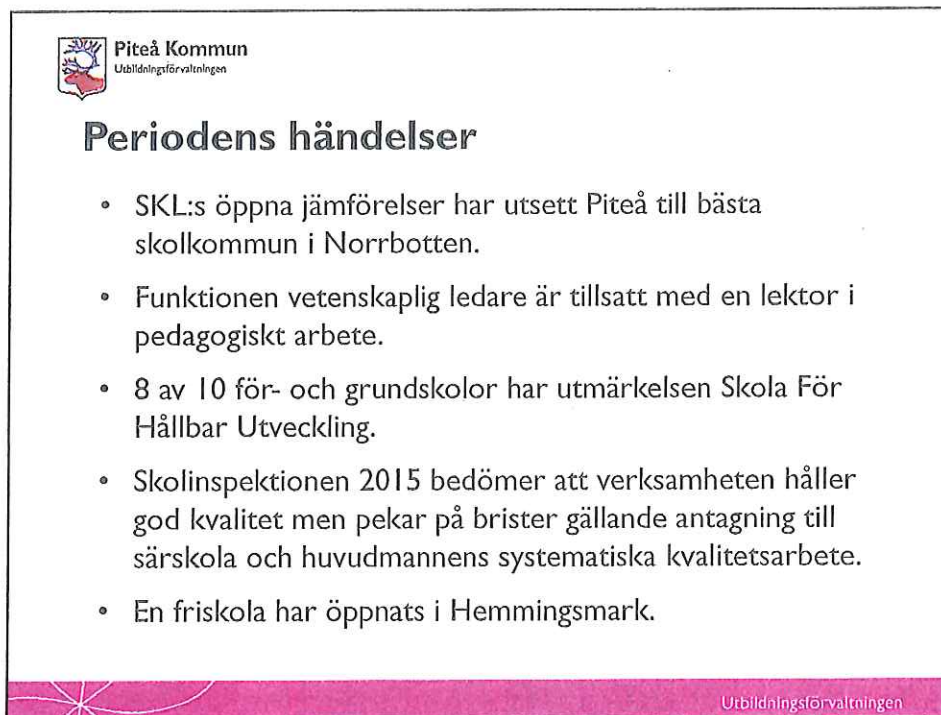 Piteå Kommun
Utbildningsförvaltningen
Periodens händelser
• SKL:s öppna jämförelser har utsett Piteå till bästa
skolkommun i Norrbotten.
• Funktionen vetenskaplig ledare är tillsatt med en lektor i
pedagogiskt arbete.
• 8 av 10 för- och grundskolor har utmärkelsen Skola För
Hållbar Utveckling.
• Skolinspektionen 2015 bedömer att verksamheten håller
god kvalitet men pekar på brister gällande antagning till
särskola och huvudmannens systematiska kvalitetsarbete.
• En friskola har öppnats i Hemmingsmark.
Utbildningsförvaltningen